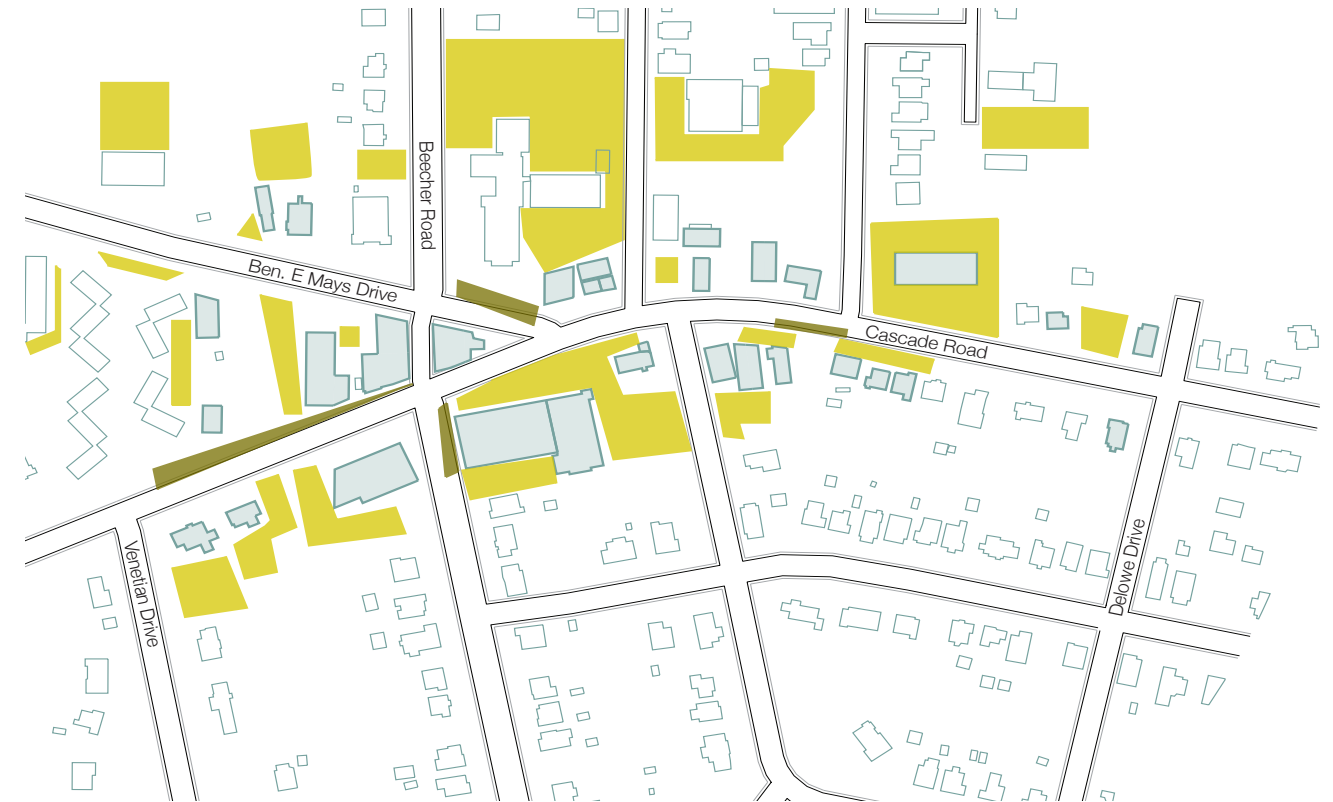 Beecher Road
Ben. E Mays Drive
Cascade Road
Venetian Drive
Delowe Drive